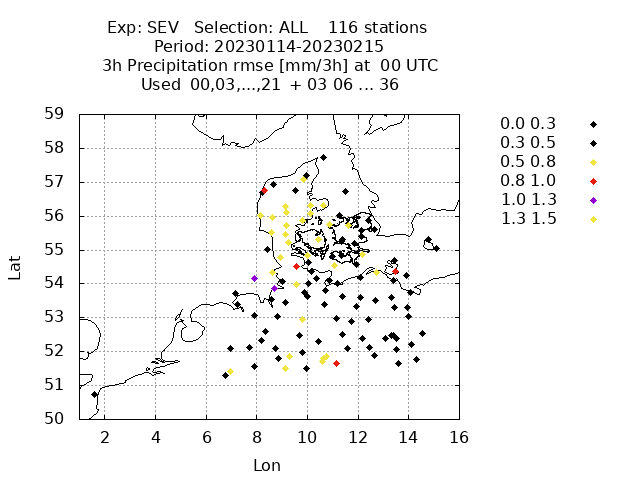 Exp: SEV Selection: ALL 116 stations
Period: 20230114-20230215
3h Precipitation rmse [mm/3h] at 00 UTC
Used 00,03,...,21 + 03 06 ... 36
59
58
57
56
55
54
53
52
51
50
Lat
2 4 6 8 10 12 14 16
Lon
0.0 0.3
0.3 0.5
0.5 0.8
0.8 1.0
1.0 1.3
1.3 1.5